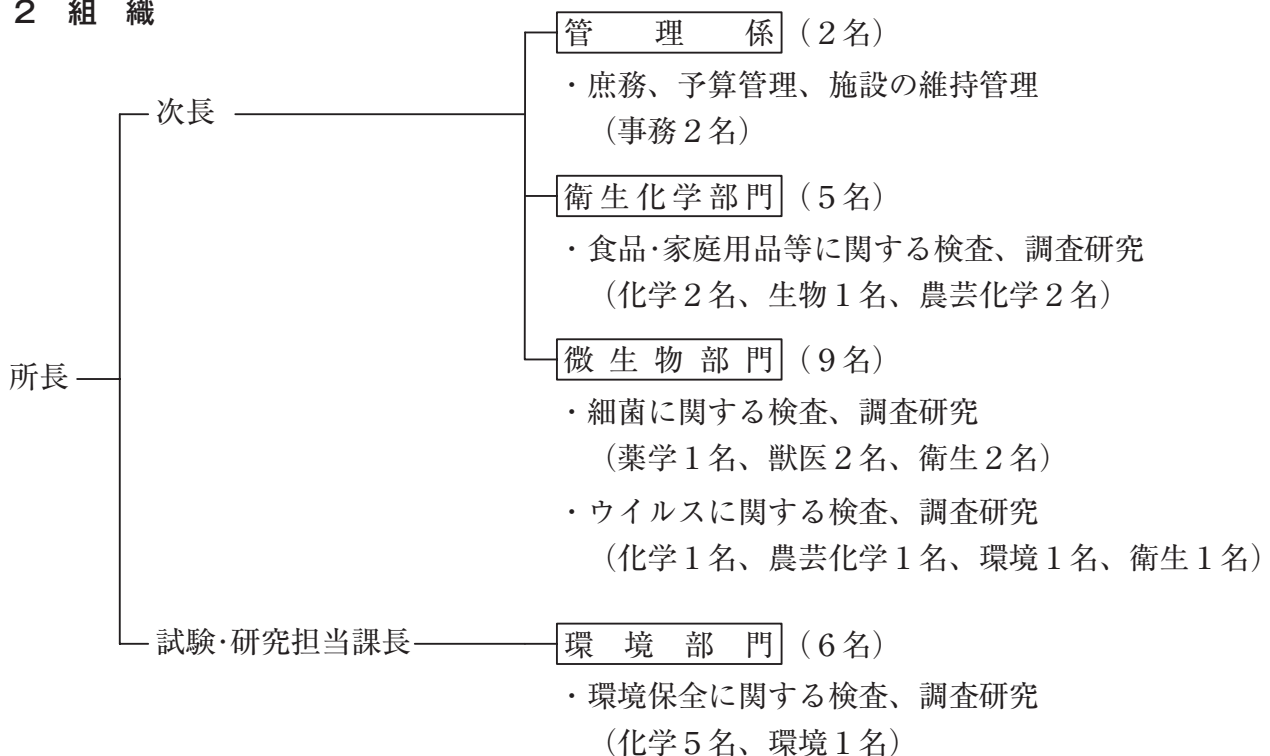 ２ 組 織
管 理 係（２名）
・庶務、予算管理、施設の維持管理
（事務２名）
次長
衛生化学部門（５名）
・食品･家庭用品等に関する検査、調査研究
（化学２名、生物１名、農芸化学２名）
微 生 物 部 門（９名）
所長
・細菌に関する検査、調査研究
（薬学１名、獣医２名、衛生２名）
・ウイルスに関する検査、調査研究
（化学１名、農芸化学１名、環境１名、衛生１名）
試験･研究担当課長
環 境 部 門（６名）
・環境保全に関する検査、調査研究
（化学５名、環境１名）